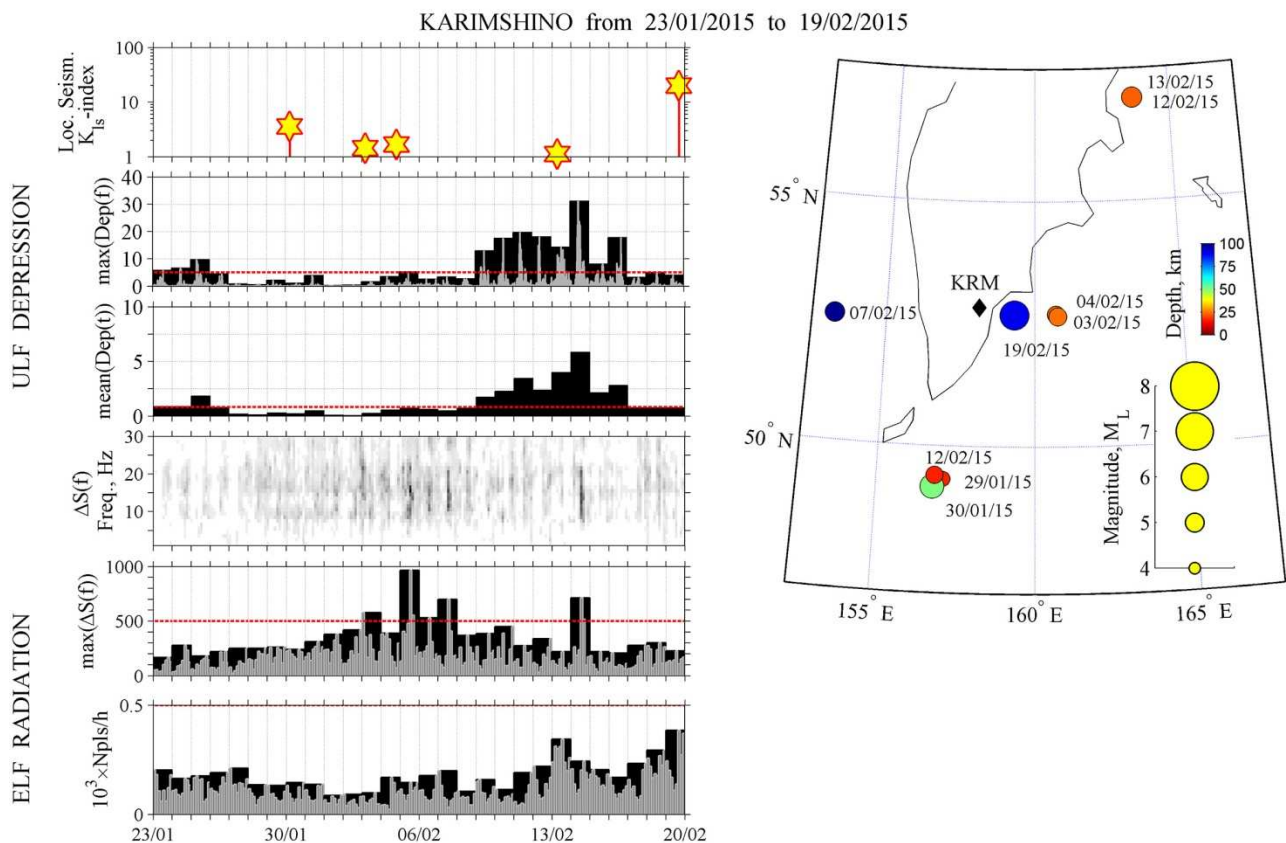 KARIMSHINO from 23/01/2015 to 19/02/2015
Loc. Seism.
K_ls-index
100
10
1
ULF DEPRESSION
max(Dep(f))
40
30
20
10
0
mean(Dep(t))
10
5
0
ΔS(f)
Freq., Hz
30
20
10
ELF RADIATION
max(ΔS(f))
1000
500
0
10³×Npls/h
0.5
0
23/01 30/01 06/02 13/02 20/02
13/02/15
12/02/15
55° N
KRM
07/02/15
04/02/15
03/02/15
19/02/15
50° N
12/02/15
29/01/15
30/01/15
155° E
160° E
165° E
Depth, km
100
75
50
25
0
Magnitude, M_L
8
7
6
5
4